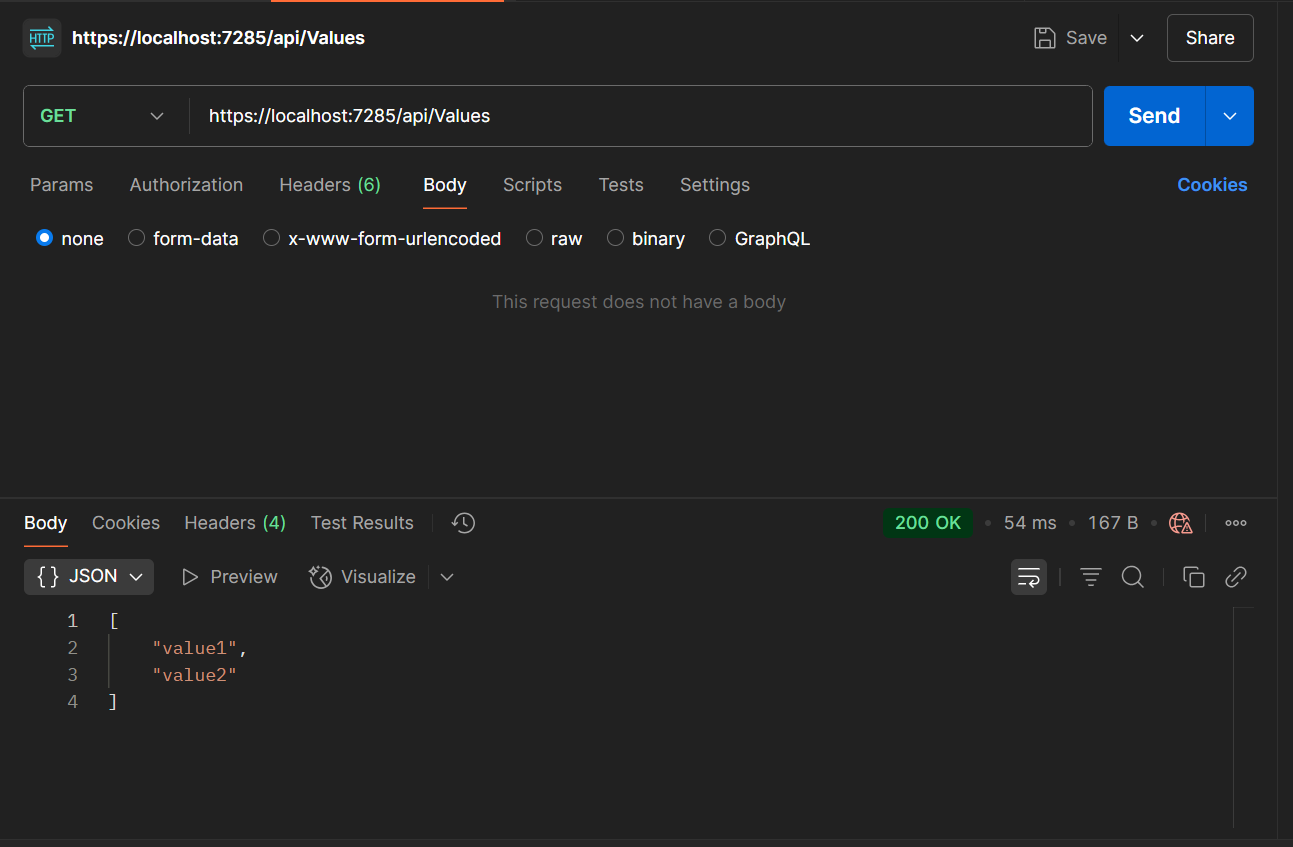 HTTP https://localhost:7285/api/Values Save Share
GET https://localhost:7285/api/Values Send
Params Authorization Headers (6) Body Scripts Tests Settings Cookies
none form-data x-www-form-urlencoded raw binary GraphQL
This request does not have a body
Body Cookies Headers (4) Test Results 200 OK • 54 ms • 167 B •
{} JSON Preview Visualize
1 [
2 "value1",
3 "value2"
4 ]